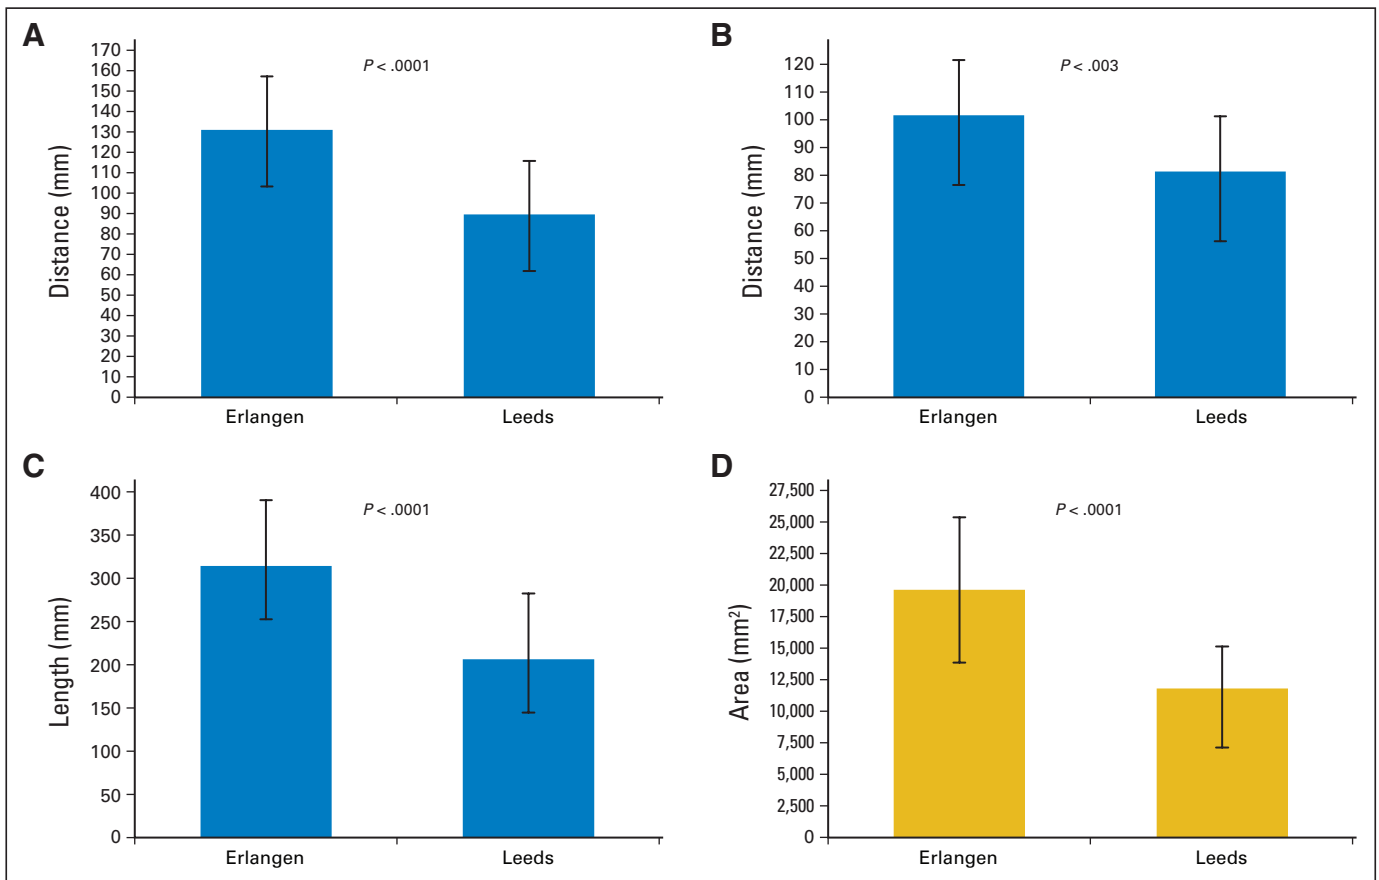 A
P < .0001
Distance (mm)
170
160
150
140
130
120
110
100
90
80
70
60
50
40
30
20
10
0
Erlangen
Leeds
B
P < .003
Distance (mm)
120
110
100
90
80
70
60
50
40
30
20
10
0
Erlangen
Leeds
C
P < .0001
Length (mm)
400
350
300
250
200
150
100
50
0
Erlangen
Leeds
D
P < .0001
Area (mm²)
27,500
25,000
22,500
20,000
17,500
15,000
12,500
10,000
7,500
5,000
2,500
0
Erlangen
Leeds